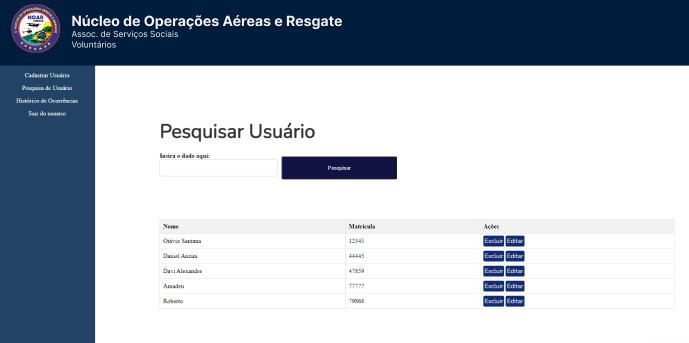 NOAR
Núcleo de Operações Aéreas e Resgate
Assoc. de Serviços Sociais
Voluntários
Cadastrar Usuário
Pesquisa de Usuário
Histórico de Ocorrências
Sair do usuario
Pesquisar Usuário
Insira o dado aqui:
Pesquisar
Nome Matrícula Ações
Otávio Santana 12345 Excluir Editar
Daniel Anzini 44445 Excluir Editar
Davi Alexandre 47859 Excluir Editar
Amadeu 77777 Excluir Editar
Roberto 79868 Excluir Editar